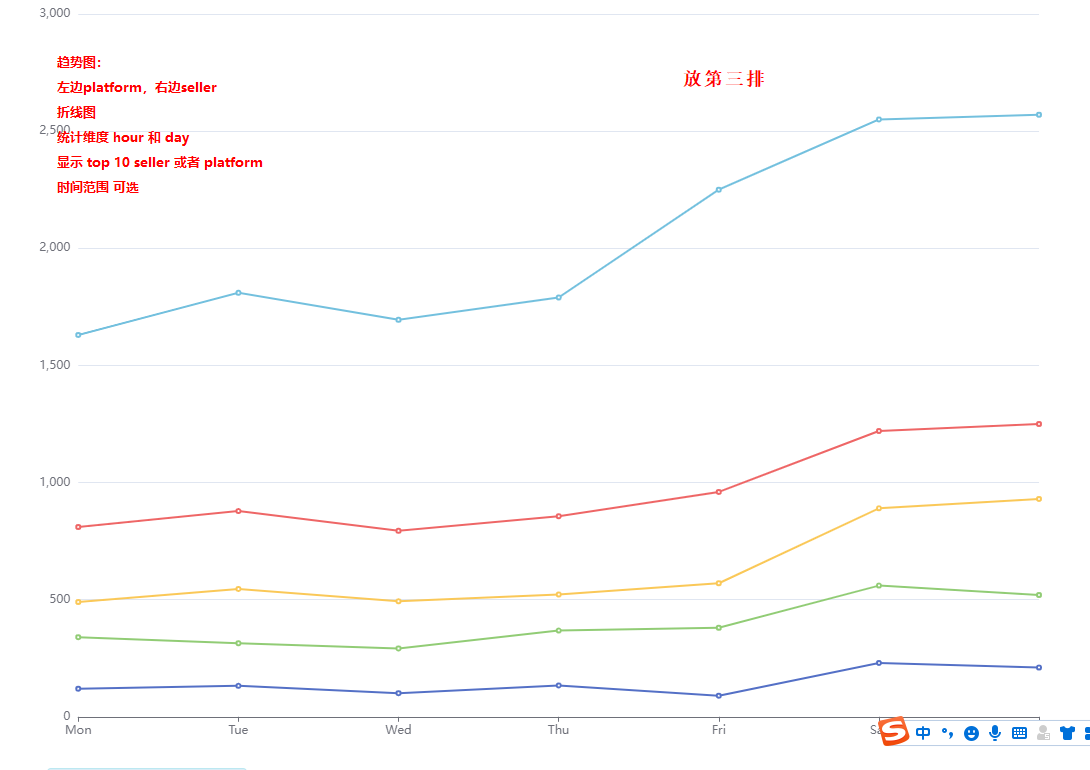 3,000
趋势图：
左边platform，右边seller
放第三排
折线图
2,500
统计维度 hour 和 day
显示 top 10 seller 或者 platform
时间范围 可选
2,000
1,500
1,000
500
0
Mon Tue Wed Thu Fri
中